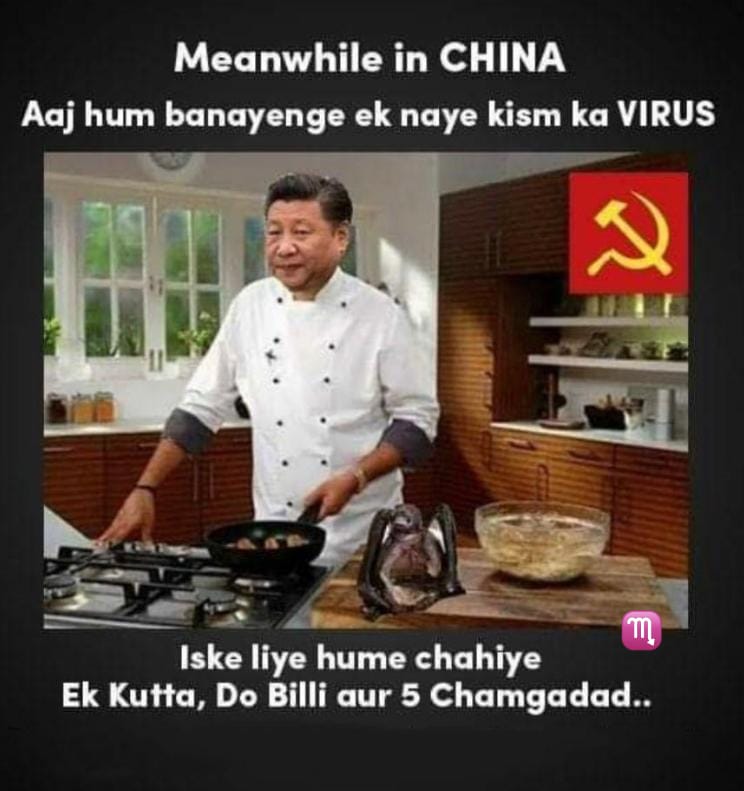 Meanwhile in CHINA
Aaj hum banayenge ek naye kism ka VIRUS
Iske liye hume chahiye
Ek Kutta, Do Billi aur 5 Chamgadad..